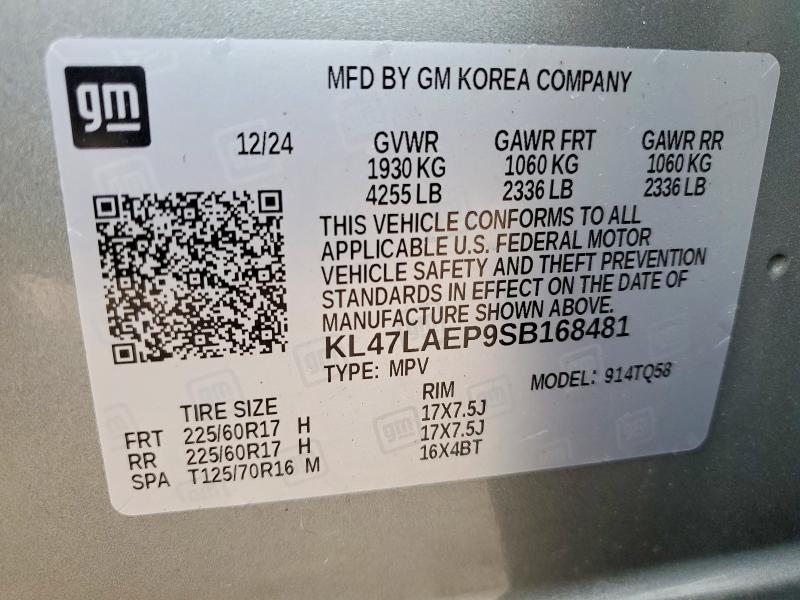 gm
MFD BY GM KOREA COMPANY
12/24 GVWR GAWR FRT GAWR RR
1930 KG 1060 KG 1060 KG
4255 LB 2336 LB 2336 LB
THIS VEHICLE CONFORMS TO ALL
APPLICABLE U.S. FEDERAL MOTOR
VEHICLE SAFETY AND THEFT PREVENTION
STANDARDS IN EFFECT ON THE DATE OF
MANUFACTURE SHOWN ABOVE.
KL47LAEP9SB168481
TYPE: MPV MODEL: 914TQ58
TIRE SIZE RIM
FRT 225/60R17 H 17X7.5J
RR 225/60R17 H 17X7.5J
SPA T125/70R16 M 16X4BT